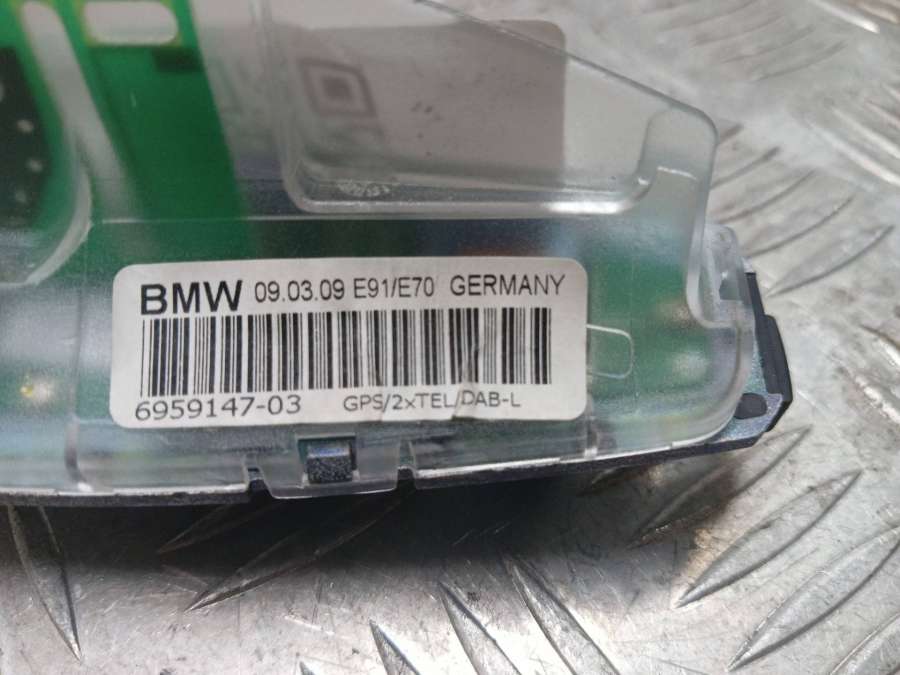 BMW 09.03.09 E91/E70 GERMANY
6959147-03 GPS/2xTEL/DAB-L